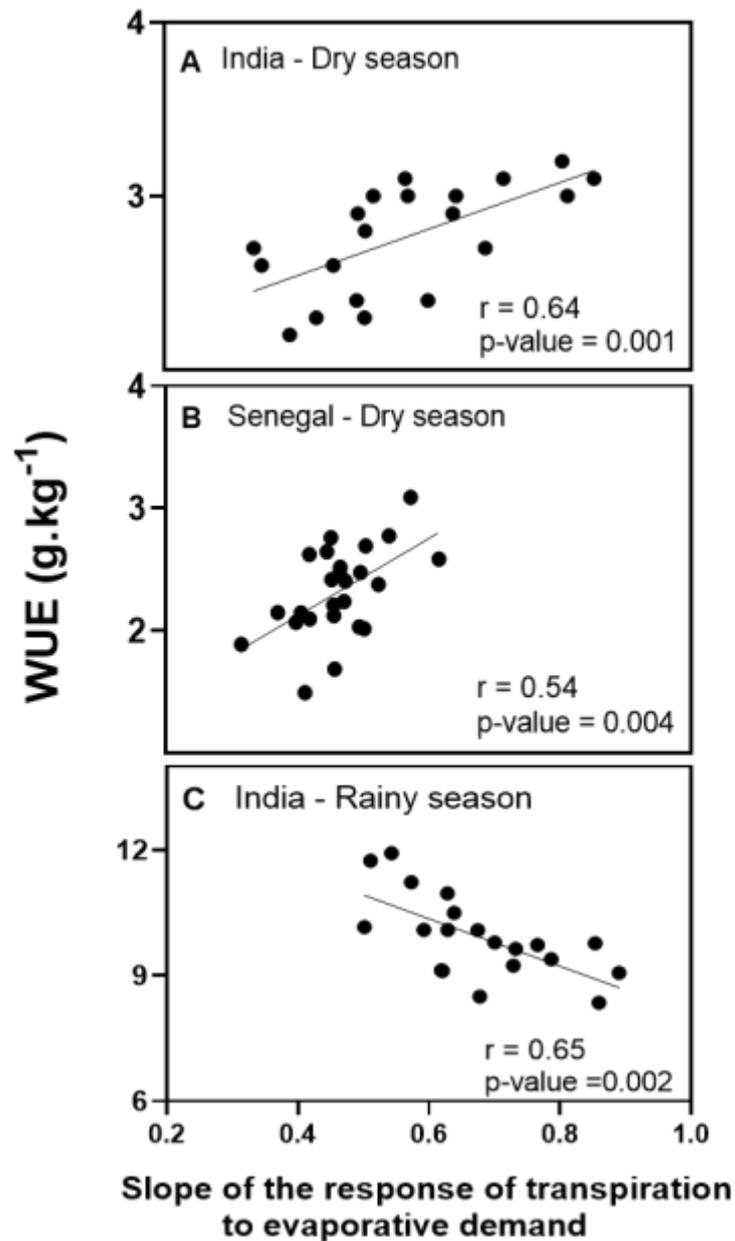 4
A India - Dry season
3
r = 0.64
p-value = 0.001
4
B Senegal - Dry season
3
2
r = 0.54
p-value = 0.004
WUE (g.kg⁻¹)
C India - Rainy season
12
9
r = 0.65
p-value =0.002
6
0.2 0.4 0.6 0.8 1.0
Slope of the response of transpiration
to evaporative demand